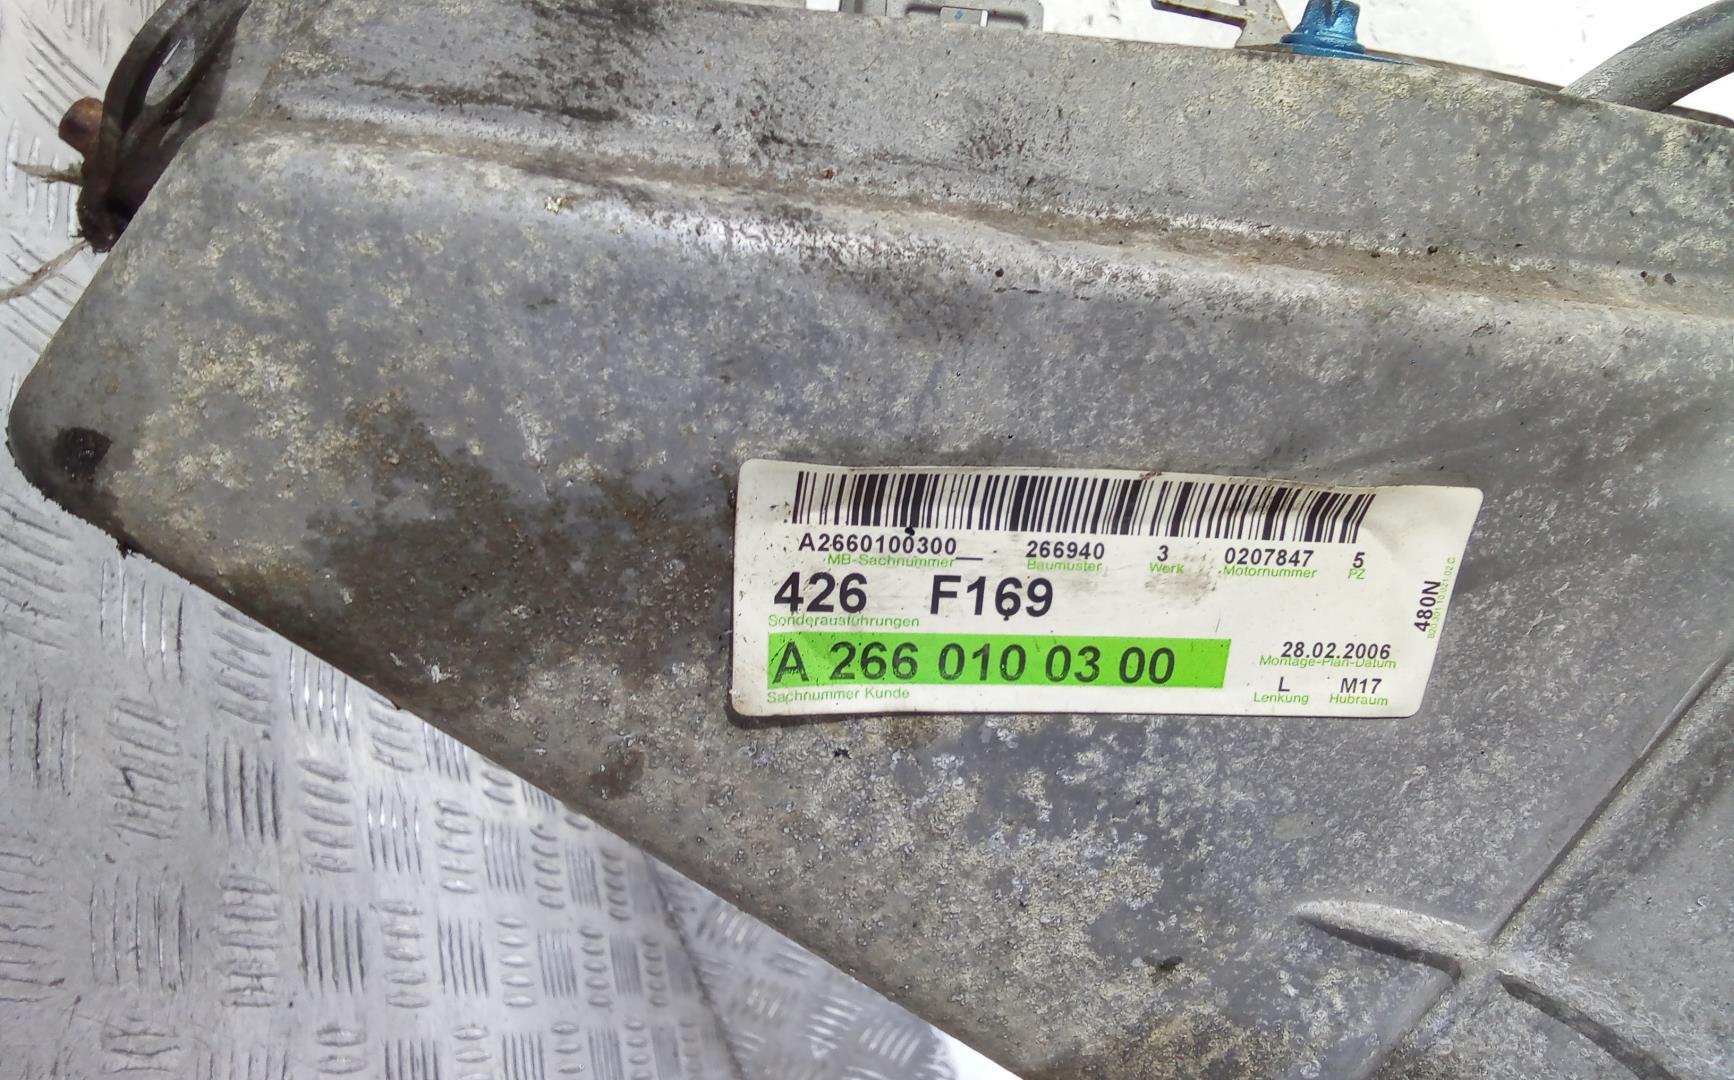 A2660100300__ 266940 3 0207847 5
MB-Sachnummer Baumuster Werk Motornummer PZ
426 F169
Sonderausführungen
A 266 010 03 00
Sachnummer Kunde
28.02.2006
Montage-Plan-Datum
L M17
Lenkung Hubraum
480N